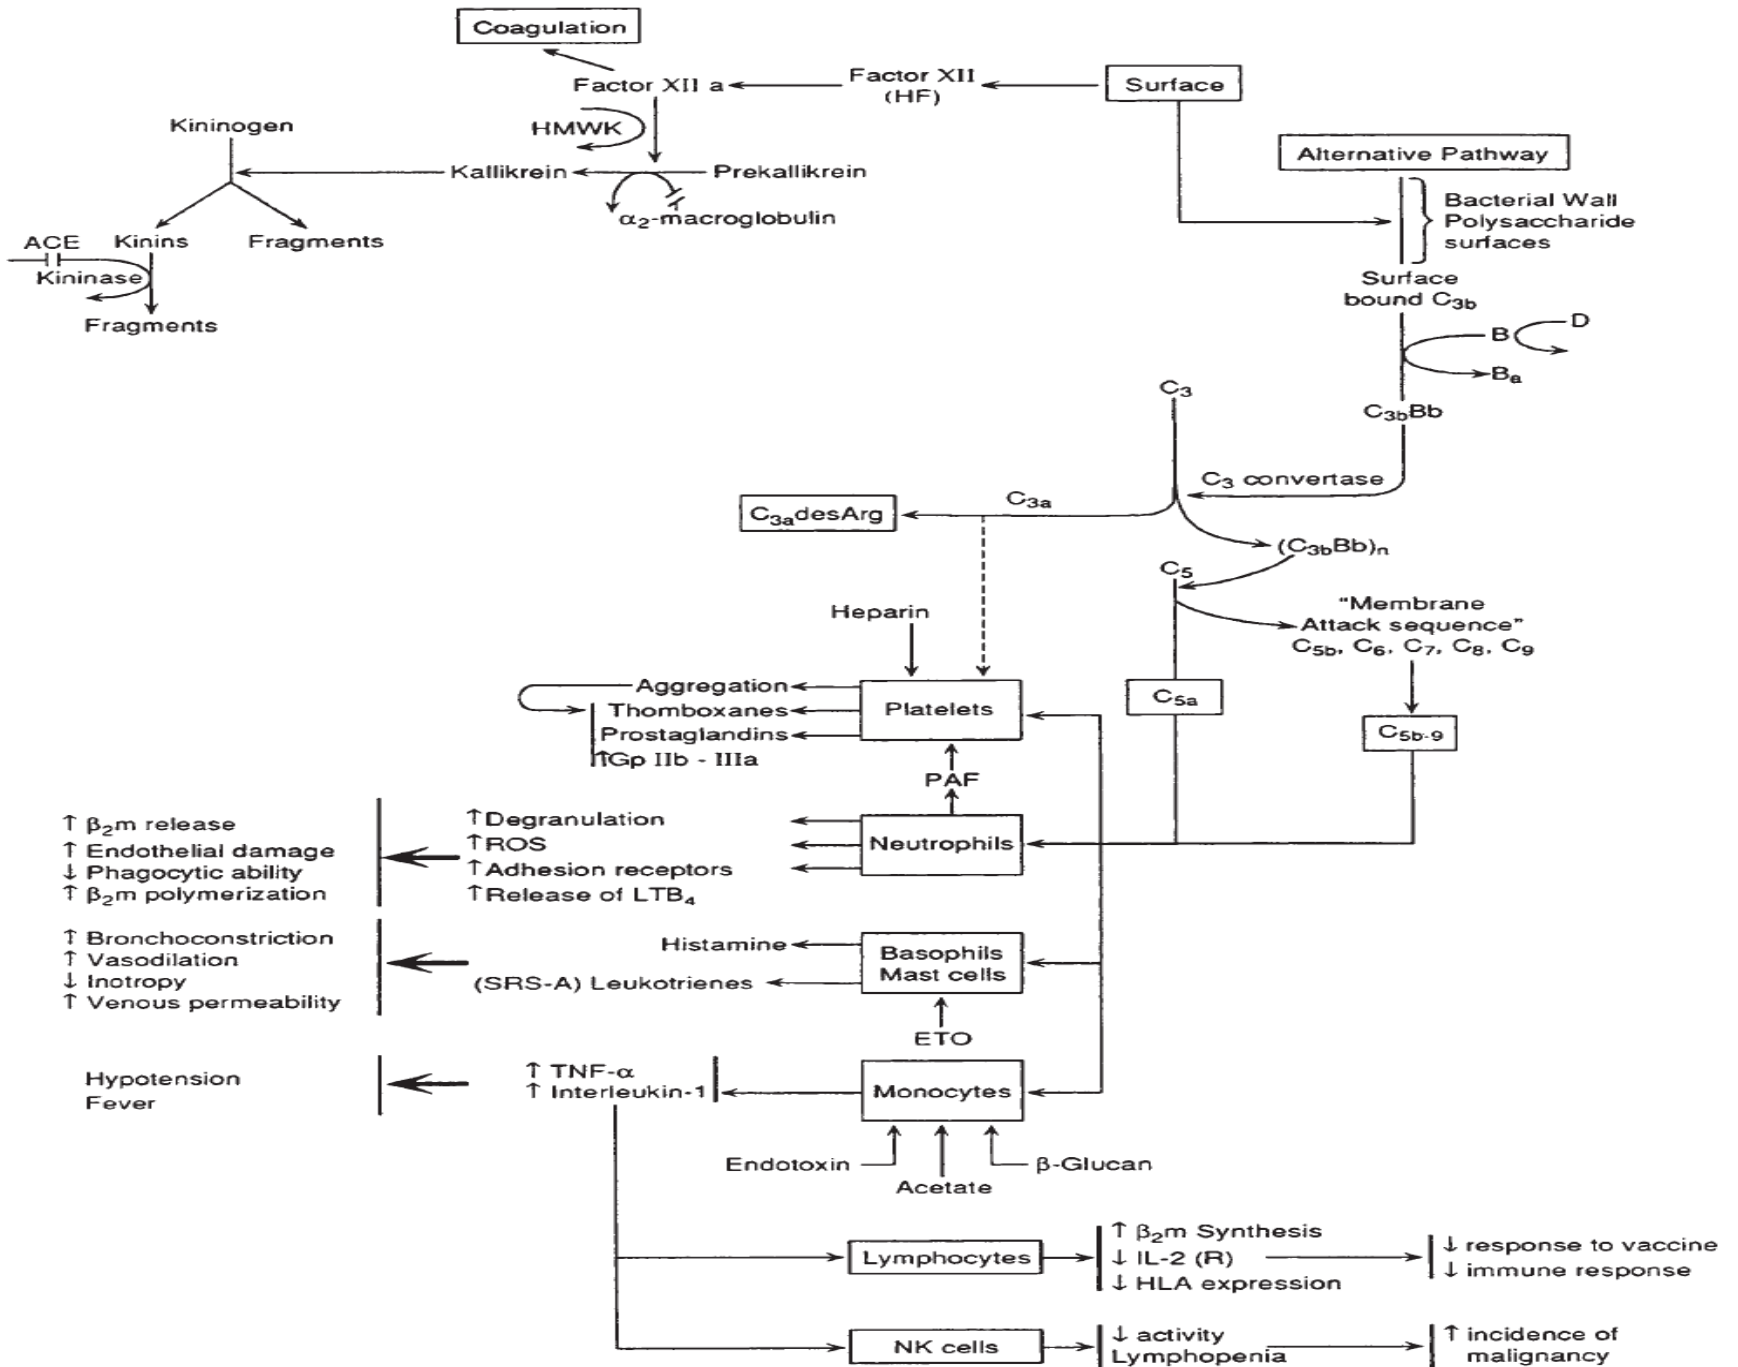 Coagulation
Factor XII a
Factor XII
(HF)
Surface
HMWK
Kininogen
Kallikrein
Prekallikrein
α2-macroglobulin
Alternative Pathway
Bacterial Wall
Polysaccharide
surfaces
ACE
Kinins
Fragments
Kininase
Fragments
Surface
bound C3b
B
D
Ba
C3bBb
C3
C3 convertase
C3a
C3adesArg
(C3bBb)n
C5
"Membrane
Attack sequence"
C5b, C6, C7, C8, C9
Heparin
C5a
C5b-9
Aggregation
Thomboxanes
Prostaglandins
↑Gp IIb - IIIa
Platelets
PAF
↑ β2m release
↑ Endothelial damage
↓ Phagocytic ability
↑ β2m polymerization
↑Degranulation
↑ROS
↑Adhesion receptors
↑Release of LTB4
Neutrophils
↑ Bronchoconstriction
↑ Vasodilation
↓ Inotropy
↑ Venous permeability
Histamine
(SRS-A) Leukotrienes
Basophils
Mast cells
ETO
Hypotension
Fever
↑ TNF-α
↑ Interleukin-1
Monocytes
Endotoxin
Acetate
β-Glucan
Lymphocytes
↑ β2m Synthesis
↓ IL-2 (R)
↓ HLA expression
↓ response to vaccine
↓ immune response
NK cells
↓ activity
Lymphopenia
↑ incidence of
malignancy